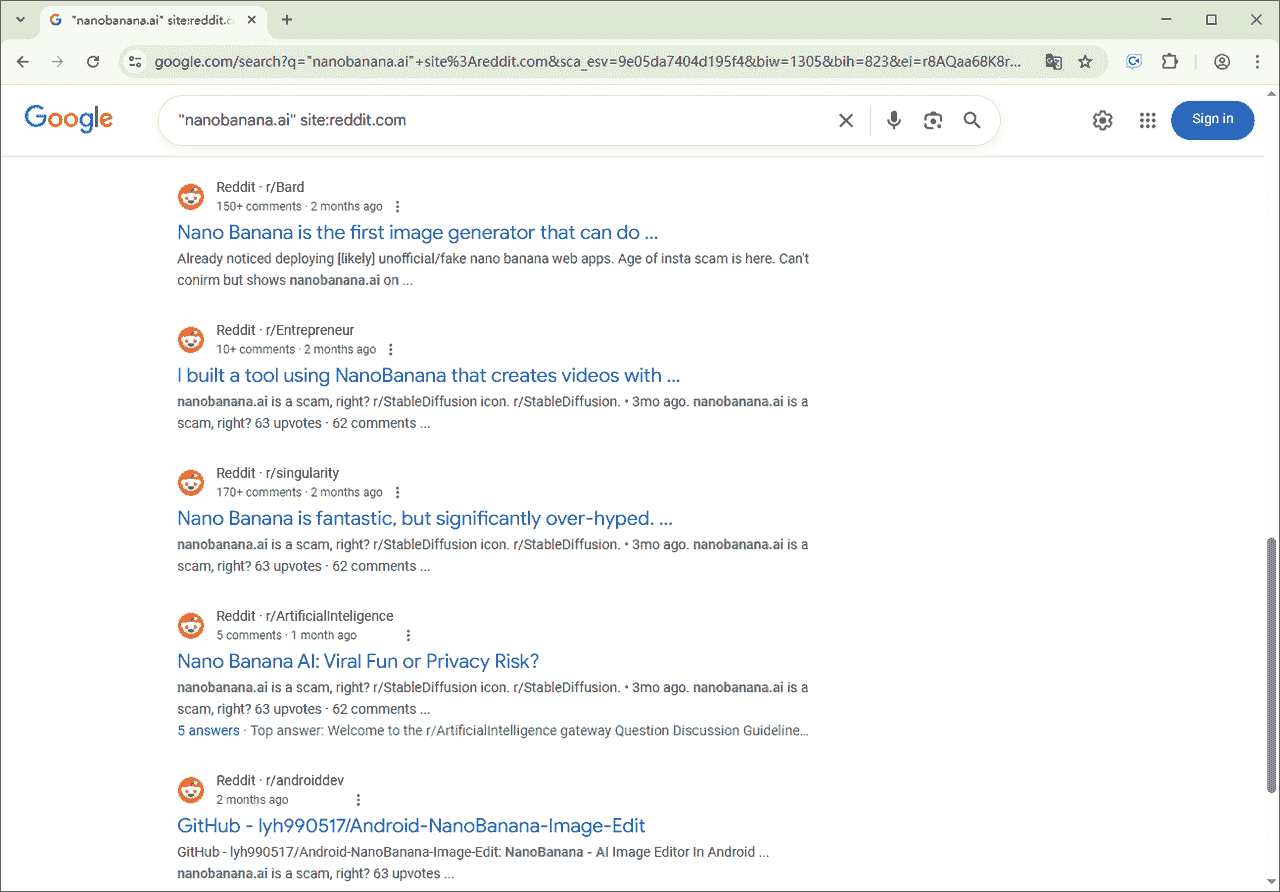 "nanobanana.ai" site:reddit.c
google.com/search?q="nanobanana.ai"+site%3Areddit.com&sca_esv=9e05da7404d195f4&biw=1305&bih=823&ei=r8AQaa68K8r...
Google
"nanobanana.ai" site:reddit.com
Sign in
Reddit · r/Bard
150+ comments · 2 months ago
Nano Banana is the first image generator that can do ...
Already noticed deploying [likely] unofficial/fake nano banana web apps. Age of insta scam is here. Can't
conirm but shows nanobanana.ai on ...
Reddit · r/Entrepreneur
10+ comments · 2 months ago
I built a tool using NanoBanana that creates videos with ...
nanobanana.ai is a scam, right? r/StableDiffusion icon. r/StableDiffusion. • 3mo ago. nanobanana.ai is a
scam, right? 63 upvotes · 62 comments ...
Reddit · r/singularity
170+ comments · 2 months ago
Nano Banana is fantastic, but significantly over-hyped. ...
nanobanana.ai is a scam, right? r/StableDiffusion icon. r/StableDiffusion. • 3mo ago. nanobanana.ai is a
scam, right? 63 upvotes · 62 comments ...
Reddit · r/ArtificialInteligence
5 comments · 1 month ago
Nano Banana AI: Viral Fun or Privacy Risk?
nanobanana.ai is a scam, right? r/StableDiffusion icon. r/StableDiffusion. • 3mo ago. nanobanana.ai is a
scam, right? 63 upvotes · 62 comments ...
5 answers · Top answer: Welcome to the r/ArtificialIntelligence gateway Question Discussion Guideline...
Reddit · r/androiddev
2 months ago
GitHub - lyh990517/Android-NanoBanana-Image-Edit
GitHub - lyh990517/Android-NanoBanana-Image-Edit: NanoBanana - AI Image Editor In Android ...
nanobanana.ai is a scam, right? 63 upvotes ...